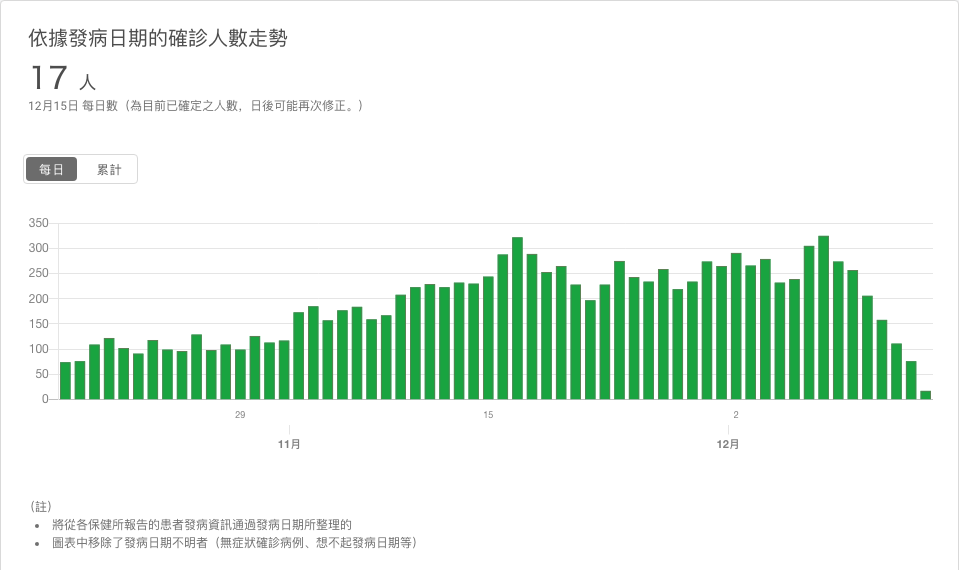 依據發病日期的確診人數走勢
17 人
12月15日 每日數（為目前已確定之人數，日後可能再次修正。）
每日 累計
350
300
250
200
150
100
50
0
29 15 2
11月 12月
（註）
• 將從各保健所報告的患者發病資訊通過發病日期所整理的
• 圖表中移除了發病日期不明者（無症狀確診病例、想不起發病日期等）